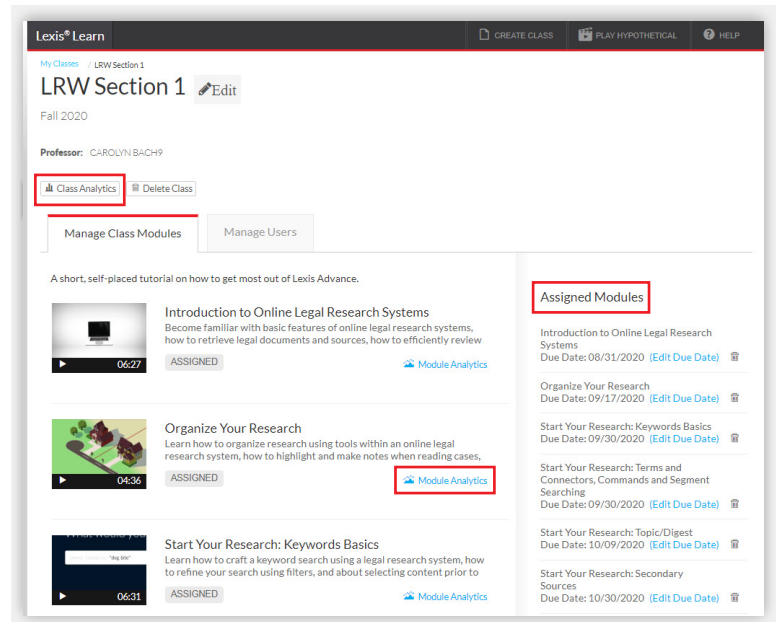 Lexis® Learn
CREATE CLASS
PLAY HYPOTHETICAL
HELP
My Classes / LRW Section 1
LRW Section 1
Edit
Fall 2020
Professor: CAROLYN BACH9
Class Analytics
Delete Class
Manage Class Modules
Manage Users
A short, self-placed tutorial on how to get most out of Lexis Advance.
06:27
Introduction to Online Legal Research Systems
Become familiar with basic features of online legal research systems,
how to retrieve legal documents and sources, how to efficiently review
ASSIGNED
Module Analytics
04:36
Organize Your Research
Learn how to organize research using tools within an online legal
research system, how to highlight and make notes when reading cases,
ASSIGNED
Module Analytics
What would you
"dog bite"
06:31
Start Your Research: Keywords Basics
Learn how to craft a keyword search using a legal research system, how
to refine your search using filters, and about selecting content prior to
ASSIGNED
Module Analytics
Assigned Modules
Introduction to Online Legal Research
Systems
Due Date: 08/31/2020 (Edit Due Date)
Organize Your Research
Due Date: 09/17/2020 (Edit Due Date)
Start Your Research: Keywords Basics
Due Date: 09/30/2020 (Edit Due Date)
Start Your Research: Terms and
Connectors, Commands and Segment
Searching
Due Date: 09/30/2020 (Edit Due Date)
Start Your Research: Topic/Digest
Due Date: 10/09/2020 (Edit Due Date)
Start Your Research: Secondary
Sources
Due Date: 10/30/2020 (Edit Due Date)